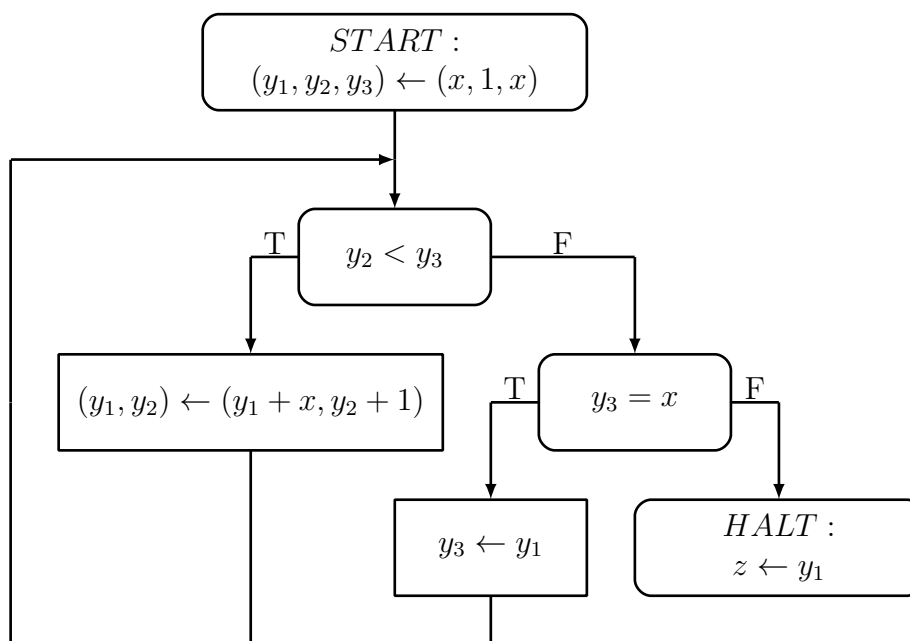 START :
(y₁, y₂, y₃) ← (x, 1, x)
T
y₂ < y₃
F
(y₁, y₂) ← (y₁ + x, y₂ + 1)
T
y₃ = x
F
y₃ ← y₁
HALT :
z ← y₁